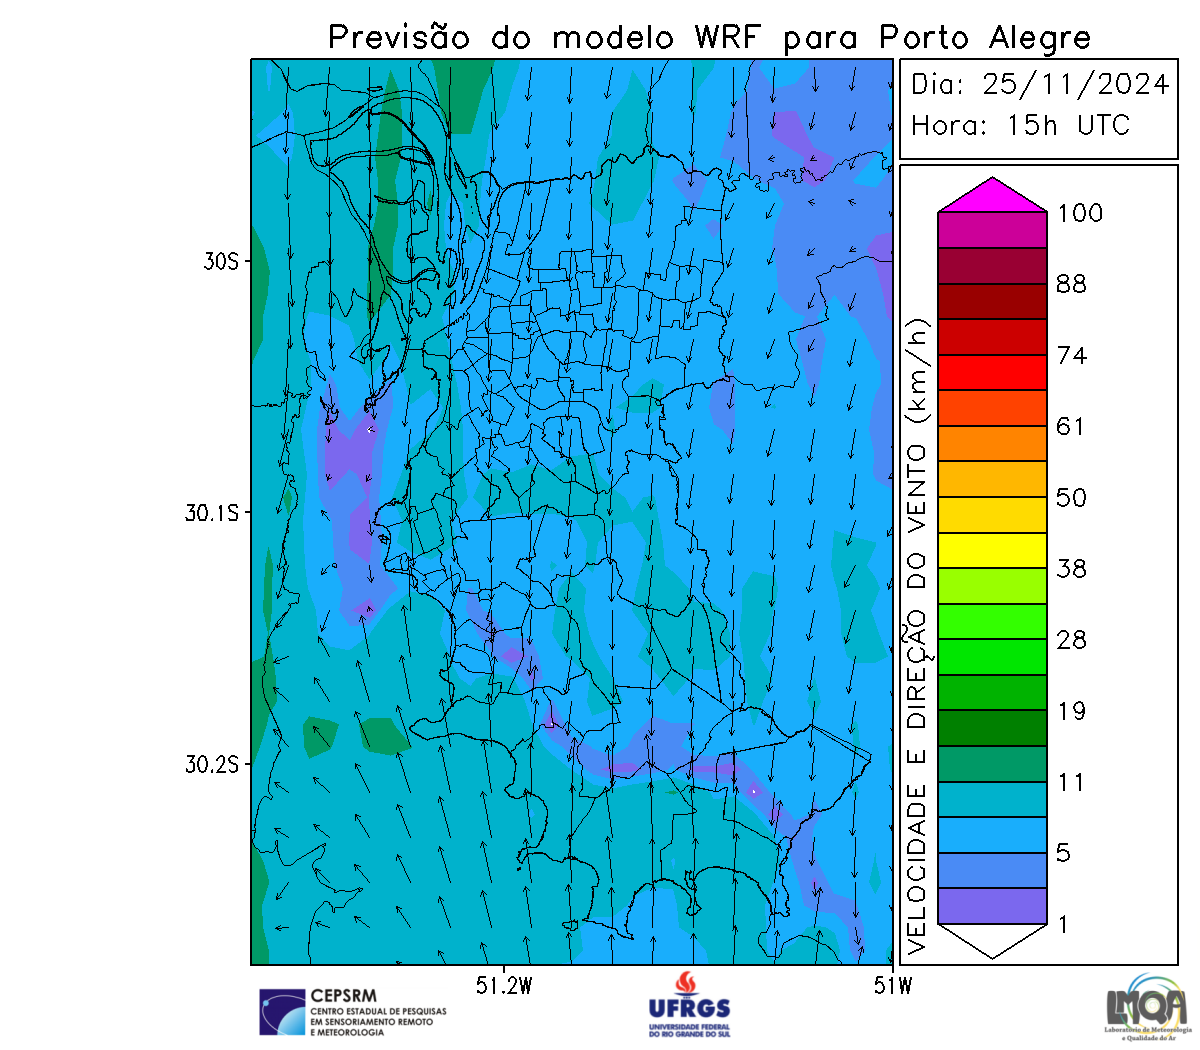 Previsão do modelo WRF para Porto Alegre
Dia: 25/11/2024
Hora: 15h UTC
30S
30.1S
30.2S
51.2W
51W
VELOCIDADE E DIREÇÃO DO VENTO (km/h)
100
88
74
61
50
38
28
19
11
5
1
CEPSRM
CENTRO ESTADUAL DE PESQUISAS
EM SENSORIAMENTO REMOTO
E METEOROLOGIA
UFRGS
UNIVERSIDADE FEDERAL
DO RIO GRANDE DO SUL
LMQA
Laboratório de Meteorologia
e Qualidade do Ar